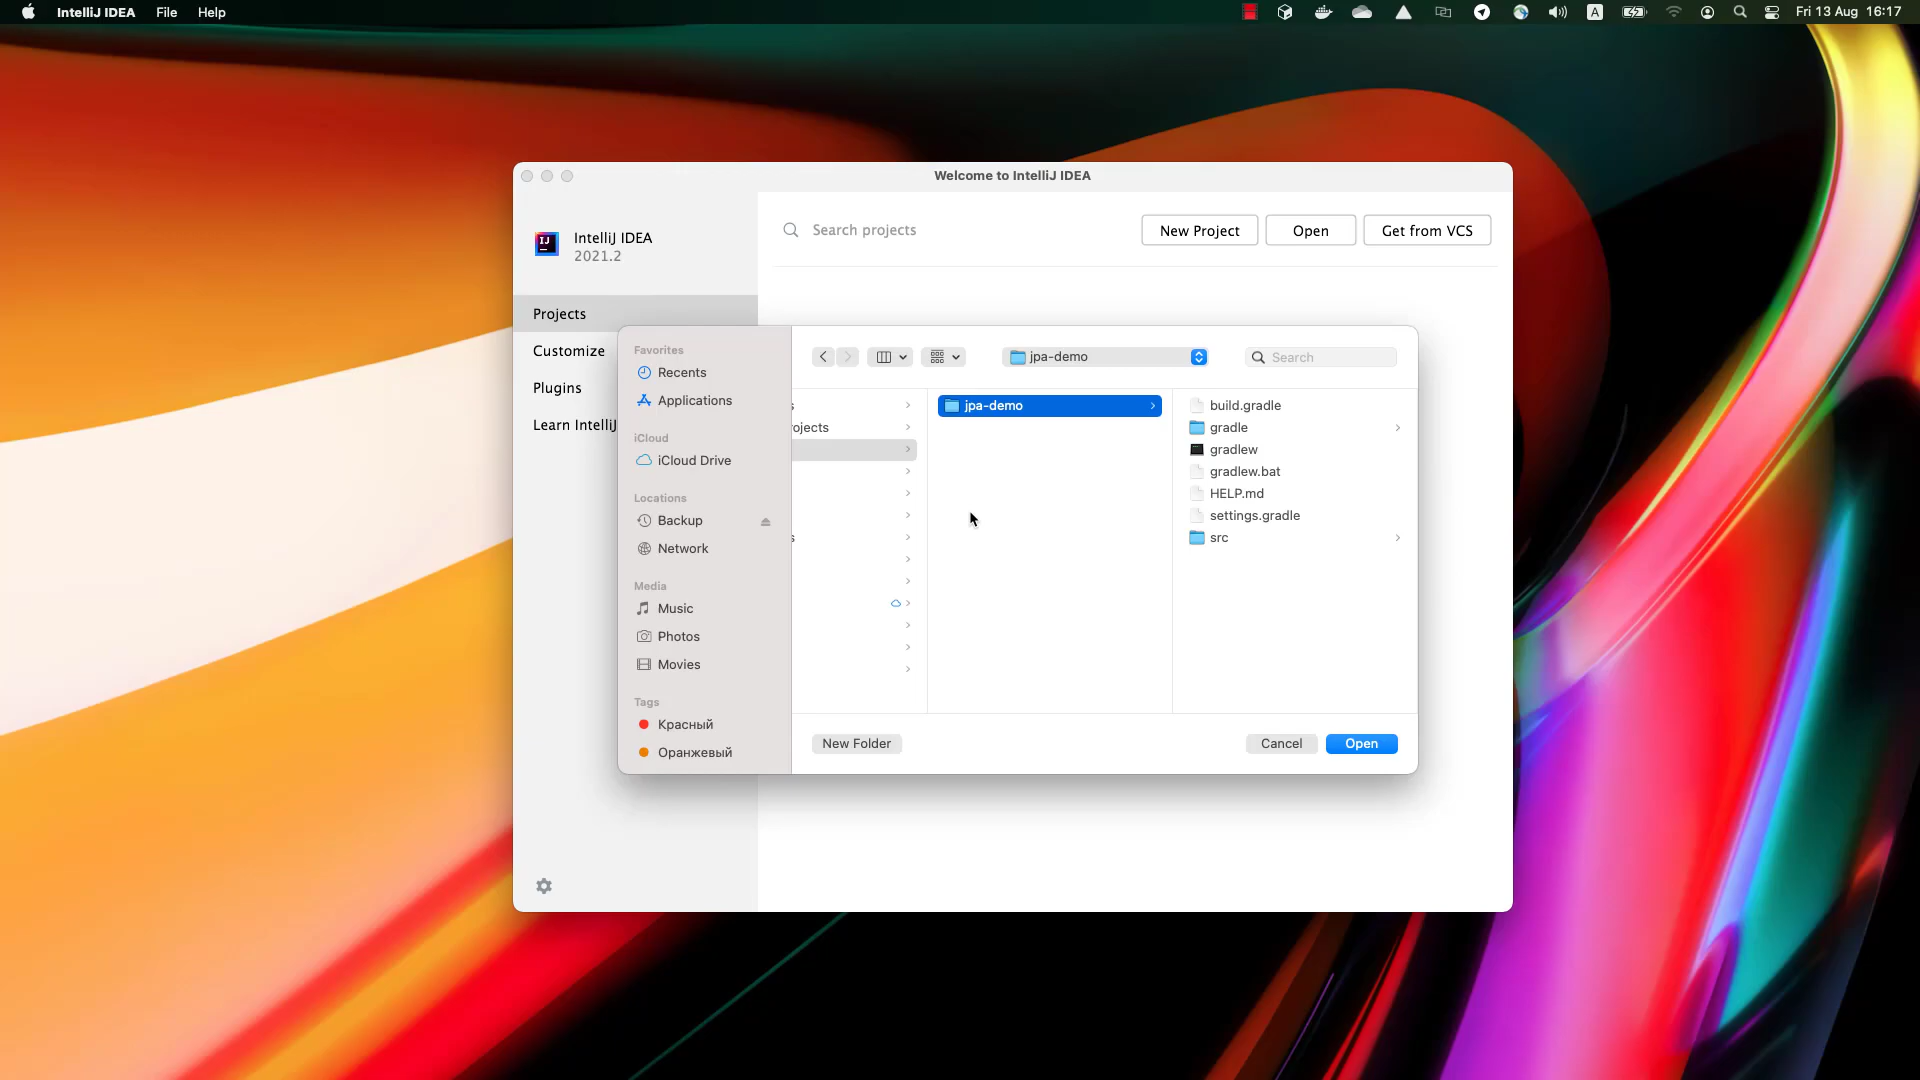 IntelliJ IDEA File Help A Fri 13 Aug 16:17
Welcome to IntelliJ IDEA
IntelliJ IDEA
2021.2
Search projects
New Project
Open
Get from VCS
Projects
Customize
Plugins
Learn IntelliJ
Favorites
Recents
Applications
iCloud
iCloud Drive
Locations
Backup
Network
Media
Music
Photos
Movies
Tags
Красный
Оранжевый
jpa-demo
Search
s
rojects
s
jpa-demo
build.gradle
gradle
gradlew
gradlew.bat
HELP.md
settings.gradle
src
New Folder
Cancel
Open